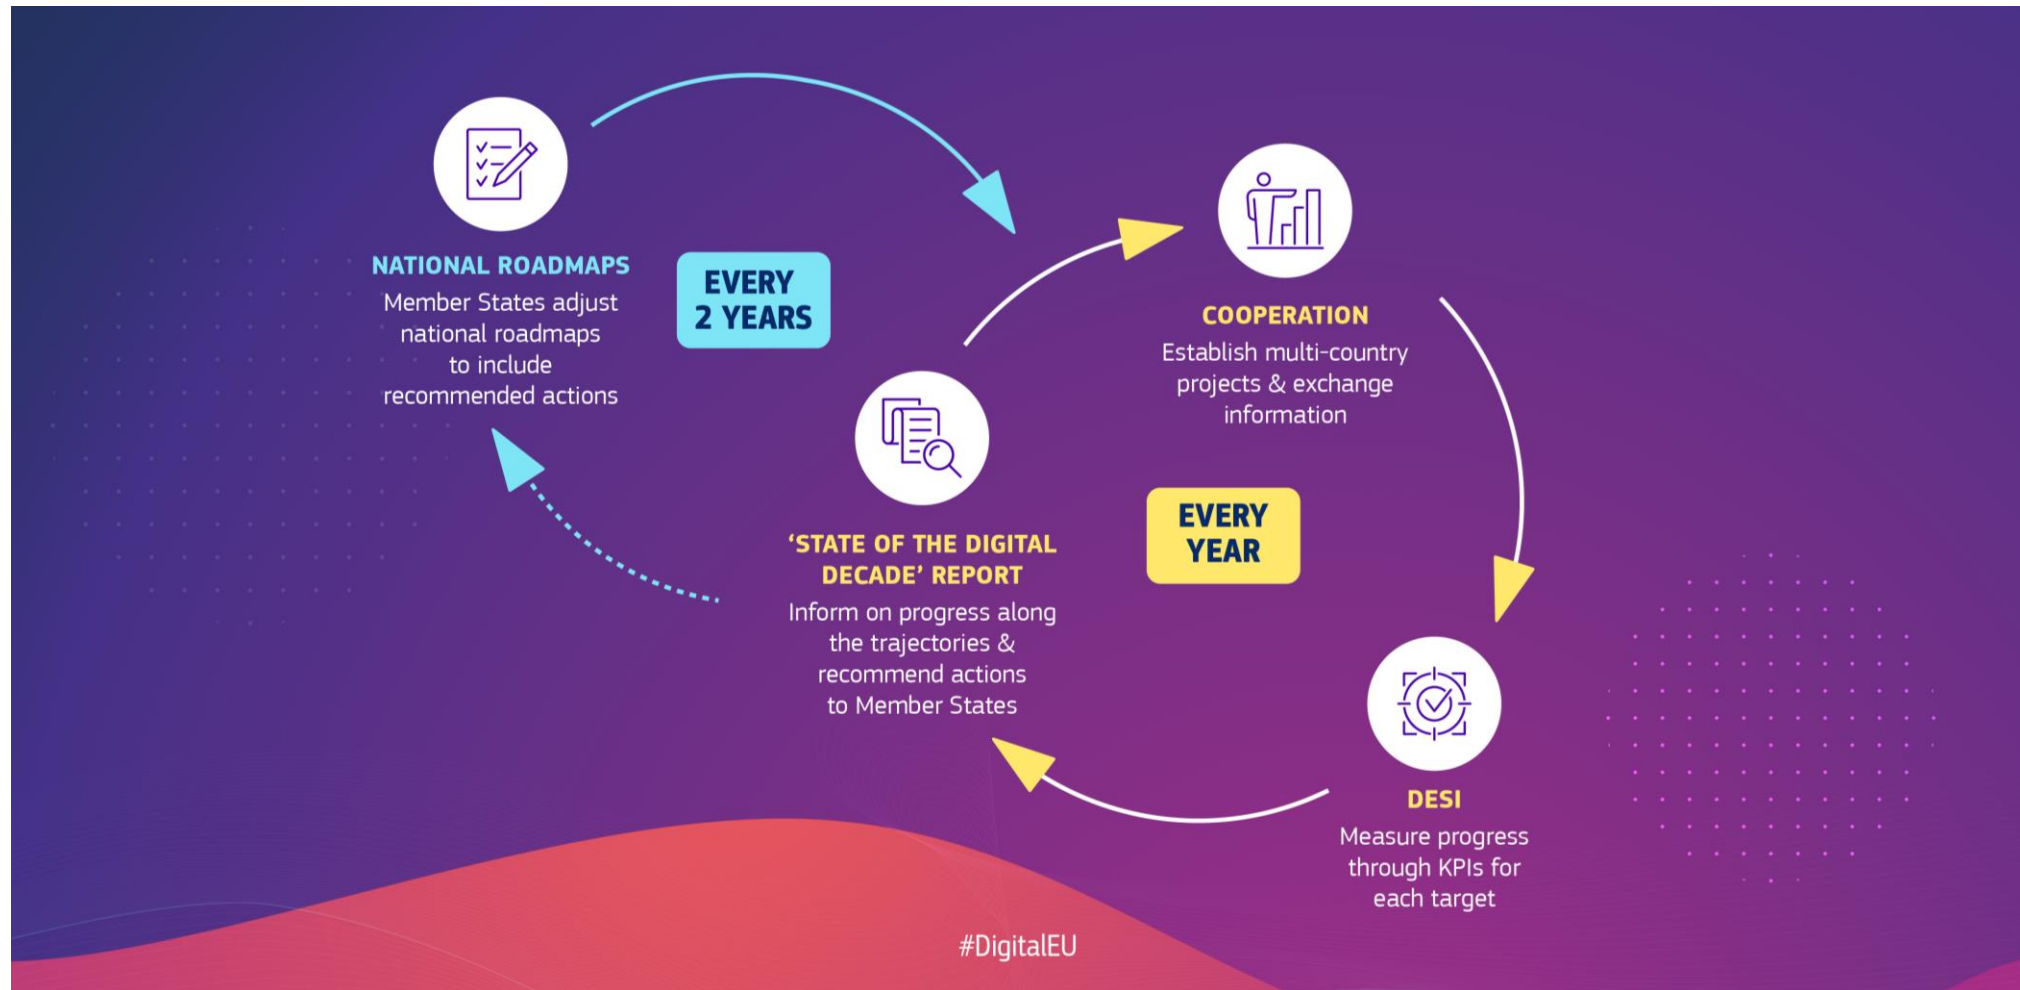 NATIONAL ROADMAPS
Member States adjust
national roadmaps
to include
recommended actions
EVERY
2 YEARS
COOPERATION
Establish multi-country
projects & exchange
information
‘STATE OF THE DIGITAL
DECADE’ REPORT
Inform on progress along
the trajectories &
recommend actions
to Member States
EVERY
YEAR
DESI
Measure progress
through KPIs for
each target
#DigitalEU